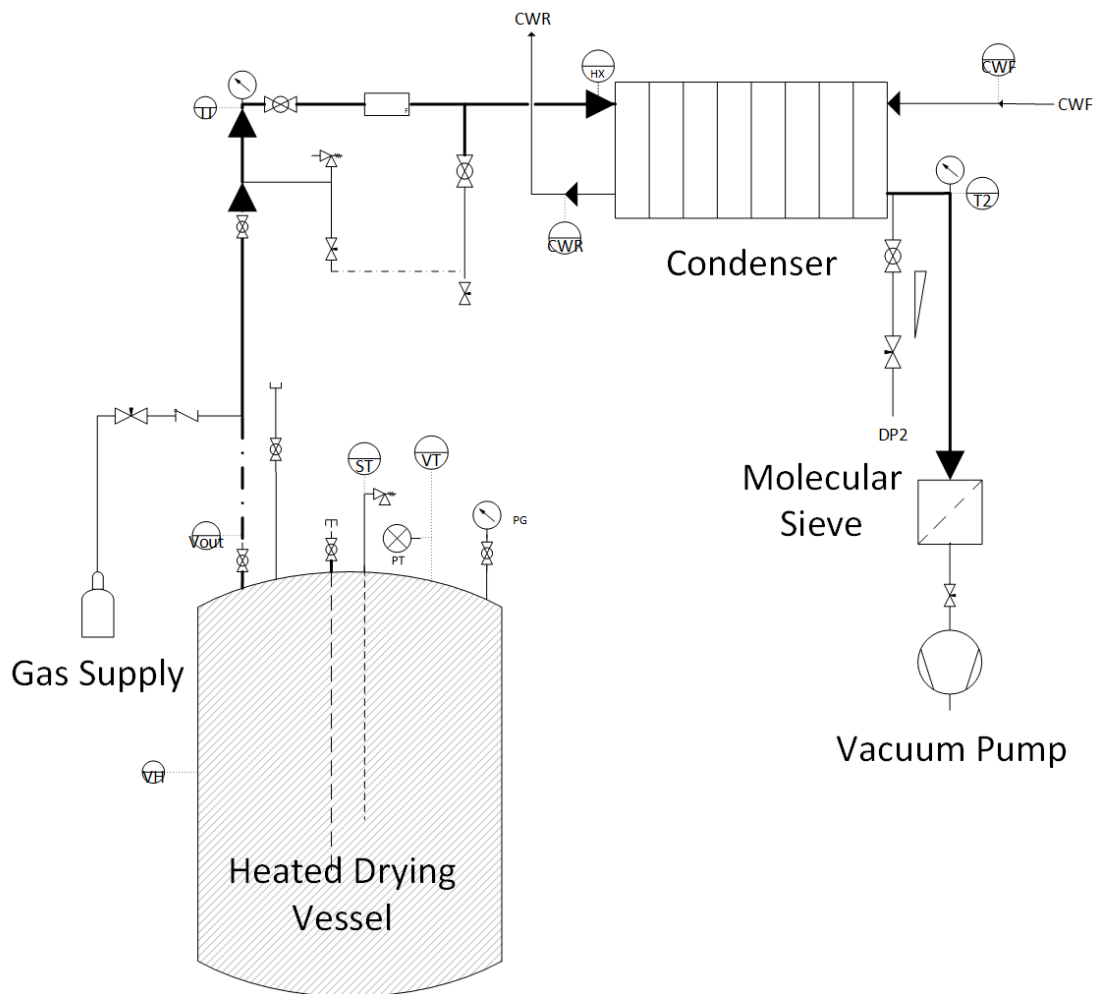 CWR
HX
CWF
TI
F
CWF
T2
CWR
Condenser
DP2
ST
VT
Molecular
Sieve
PG
Vout
PT
Gas Supply
Vacuum Pump
VH
Heated Drying
Vessel